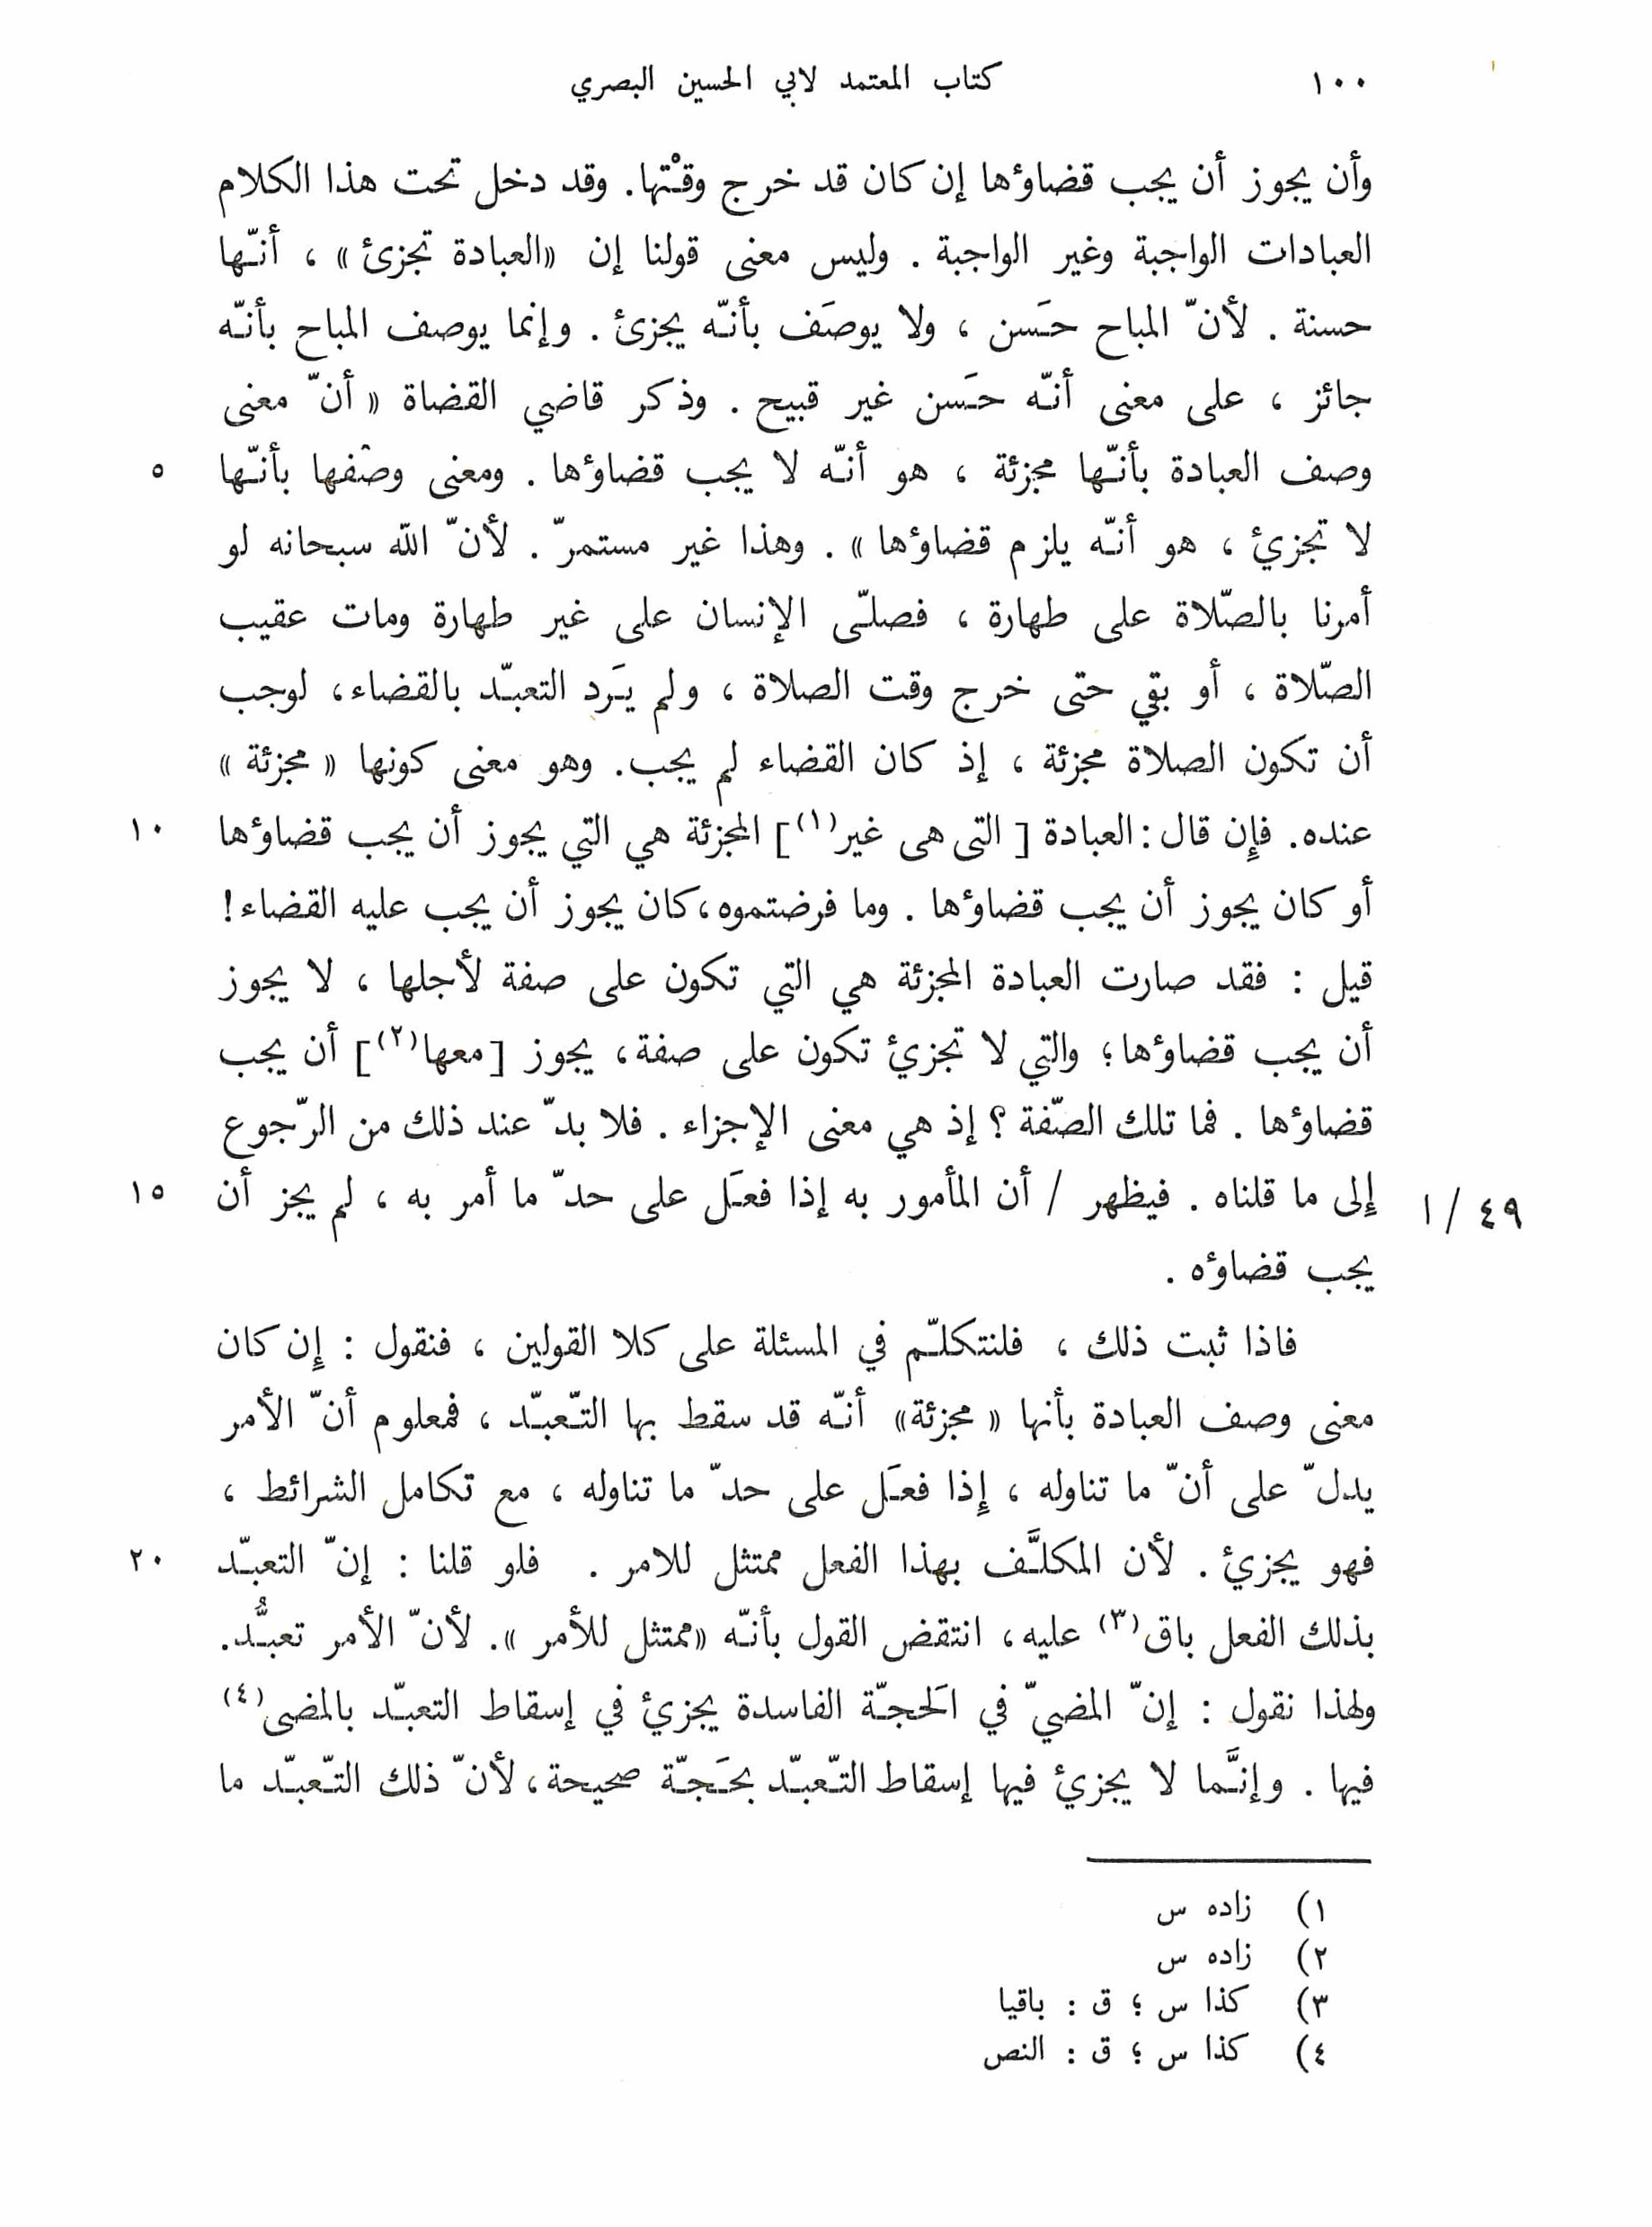 ١٠٠ كتاب المعتمد لابي الحسين البصري
وأن يجوز أن يجب قضاؤها إن كان قد خرج وقْتها. وقد دخل تحت هذا الكلام
العبادات الواجبة وغير الواجبة . وليس معنى قولنا إن «العبادة تجزئ» ، أنّها
حسنة . لأنّ المباح حَسن ، ولا يوصَف بأنّه يجزئ . وإنما يوصف المباح بأنّه
جائز ، على معنى أنّه حَسن غير قبيح . وذكر قاضي القضاة « أنّ معنى
وصف العبادة بأنّها مجزئة ، هو أنّه لا يجب قضاؤها . ومعنى وصْفها بأنّها ٥
لا تجزئ ، هو أنّه يلزم قضاؤها » . وهذا غير مستمرّ . لأنّ اللّه سبحانه لو
أمرنا بالصّلاة على طهارة ، فصلّى الإنسان على غير طهارة ومات عقيب
الصّلاة ، أو بقي حتى خرج وقت الصلاة ، ولم يَرد التعبّد بالقضاء، لوجب
أن تكون الصلاة مجزئة ، إذ كان القضاء لم يجب. وهو معنى كونها « مجزئة »
عنده. فإِن قال : العبادة [ التى هى غير(١)] المجزئة هي التي يجوز أن يجب قضاؤها ١٠
أو كان يجوز أن يجب قضاؤها . وما فرضتموه،كان يجوز أن يجب عليه القضاء!
قيل : فقد صارت العبادة المجزئة هي التي تكون على صفة لأجلها ، لا يجوز
أن يجب قضاؤها؛ والتي لا تجزئ تكون على صفة، يجوز [معها(٢)] أن يجب
قضاؤها . فما تلك الصّفة ؟ إذ هي معنى الإجزاء . فلا بدّ عند ذلك من الرّجوع
٤٩ / ١ إِلى ما قلناه . فيظهر / أن المأمور به إذا فعَل على حدّ ما أمر به ، لم يجز أن ١٥
يجب قضاؤه .
فاذا ثبت ذلك ، فلنتكلّم في المسئلة على كلا القولين ، فنقول : إِن كان
معنى وصف العبادة بأنها « مجزئة» أنّه قد سقط بها التّعبّد ، فمعلوم أنّ الأمر
يدلّ على أنّ ما تناوله ، إِذا فعَل على حدّ ما تناوله ، مع تكامل الشرائط ،
فهو يجزئ . لأن المكلَّف بهذا الفعل ممتثل للامر . فلو قلنا : إنّ التعبّد ٢٠
بذلك الفعل باق(٣) عليه، انتقض القول بأنّه «ممتثل للأمر ». لأنّ الأمر تعبُّد.
ولهذا نقول : إنّ المضيّ في اَلحجّة الفاسدة يجزئ في إسقاط التعبّد بالمضى(٤)
فيها . وإنَّما لا يجزئ فيها إسقاط التّعبّد بحَجّة صحيحة، لأنّ ذلك التّعبّد ما
١) زاده س
٢) زاده س
٣) كذا س ؛ ق : باقيا
٤) كذا س ؛ ق : النص